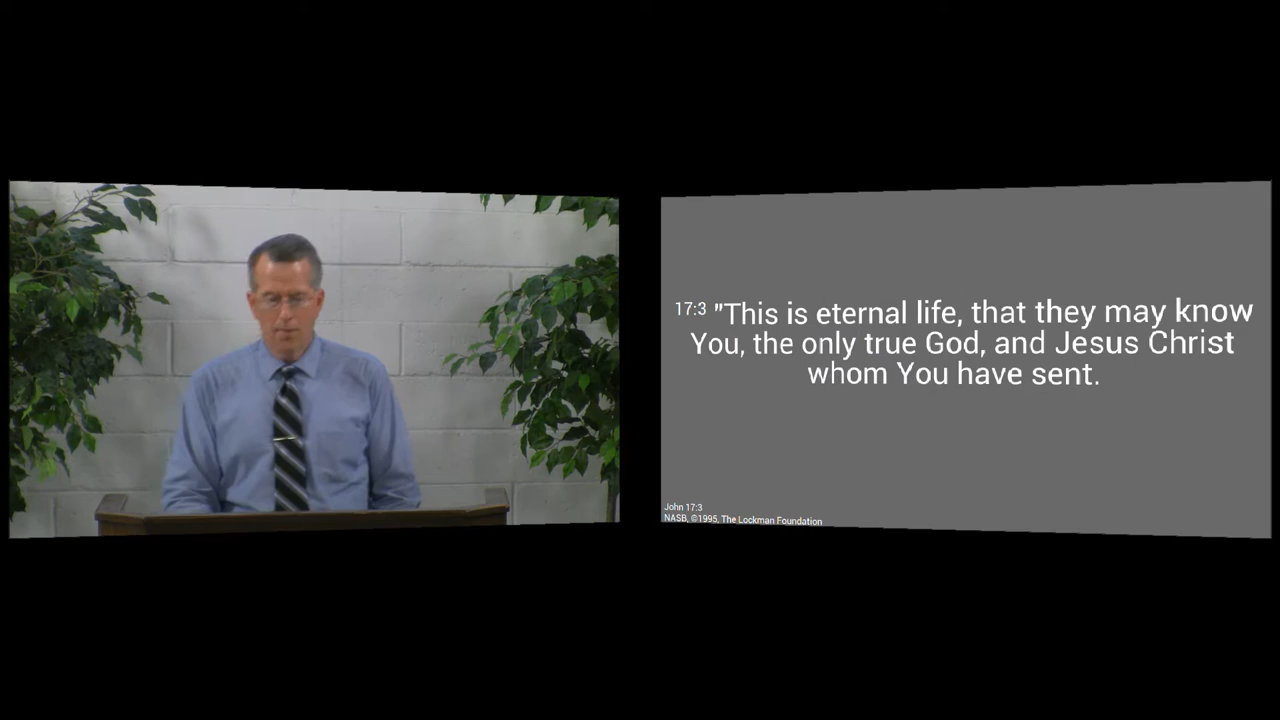 17:3 "This is eternal life, that they may know
You, the only true God, and Jesus Christ
whom You have sent.
John 17:3
NASB, ©1995, The Lockman Foundation